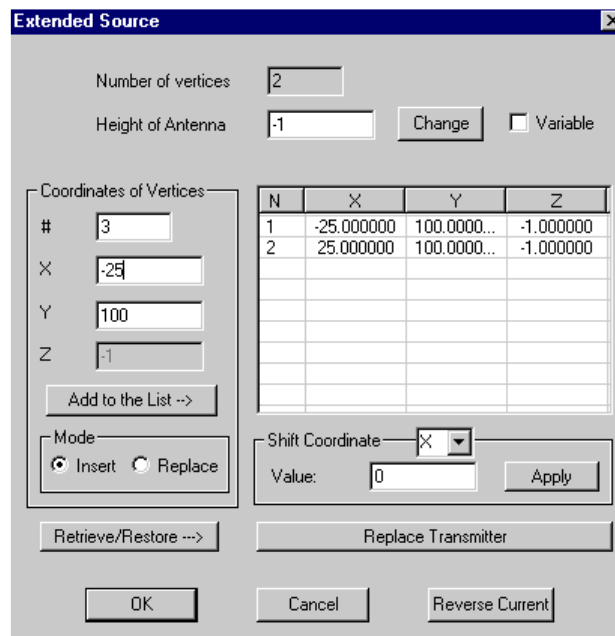 Extended Source
Number of vertices 2
Height of Antenna -1 Change Variable
Coordinates of Vertices
# 3
X -25
Y 100
Z -1
Add to the List -->
Mode
Insert Replace
N X Y Z
1 -25.000000 100.0000... -1.000000
2 25.000000 100.0000... -1.000000
Shift Coordinate X
Value: 0 Apply
Retrieve/Restore ---> Replace Transmitter
OK Cancel Reverse Current